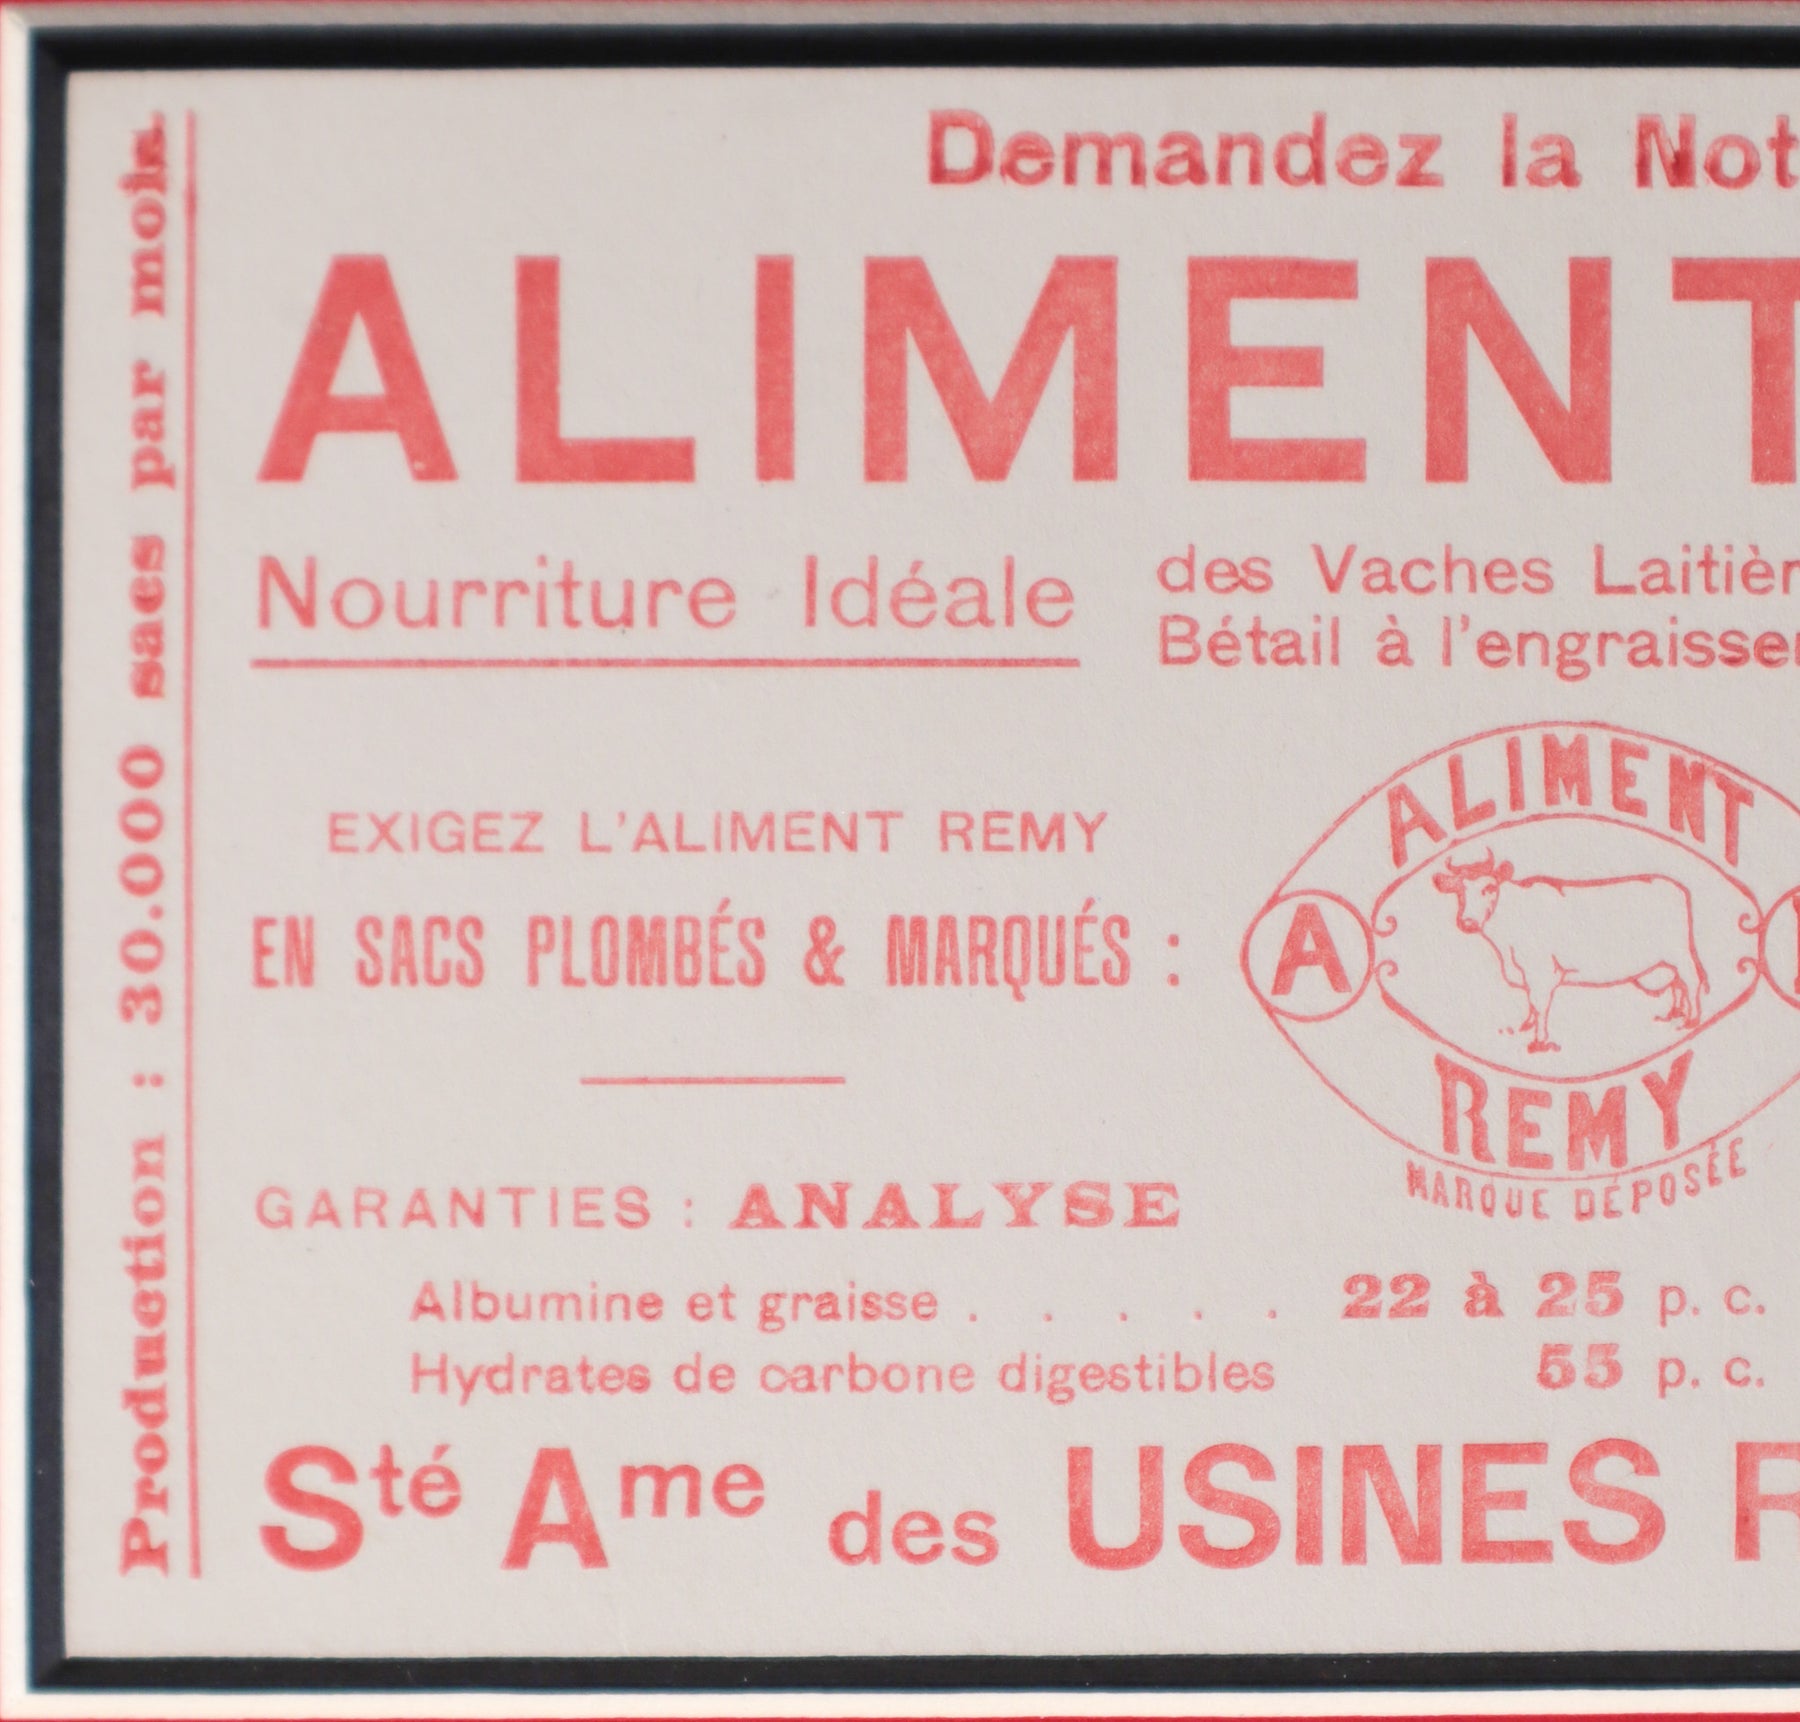 Production : 30.000 sacs par mois.
Demandez la Not
ALIMENT
Nourriture Idéale
des Vaches Laitièr
Bétail à l'engraisse
EXIGEZ L'ALIMENT REMY
EN SACS PLOMBÉS & MARQUÉS :
ALIMENT
A
REMY
MARQUE DÉPOSÉE
GARANTIES : ANALYSE
Albumine et graisse . . . . . 22 à 25 p. c.
Hydrates de carbone digestibles 55 p. c.
Sté Ame des USINES R